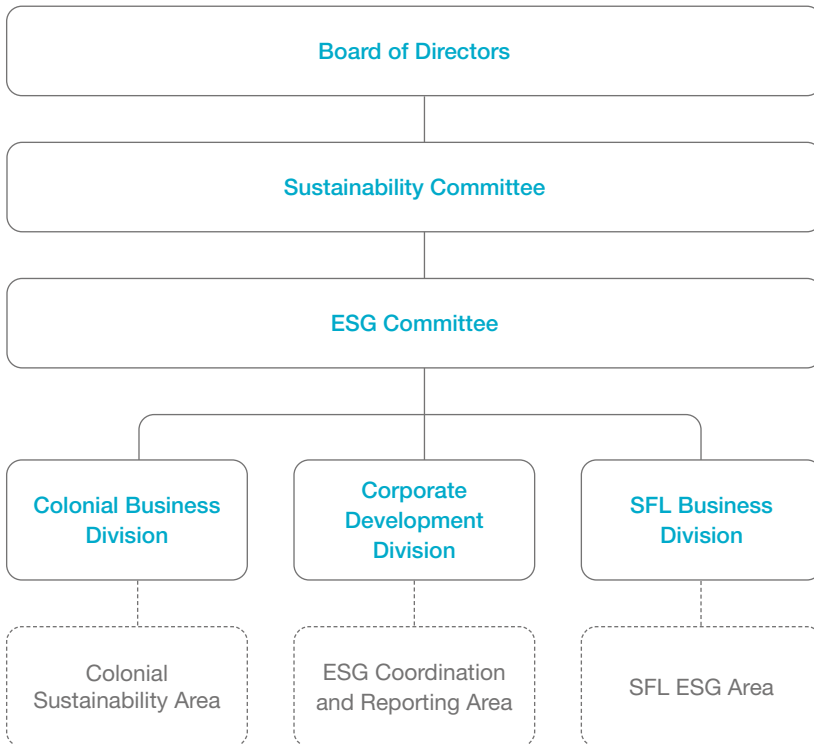 Board of Directors
Sustainability Committee
ESG Committee
Colonial Business
Division
Corporate
Development
Division
SFL Business
Division
Colonial
Sustainability Area
ESG Coordination
and Reporting Area
SFL ESG Area